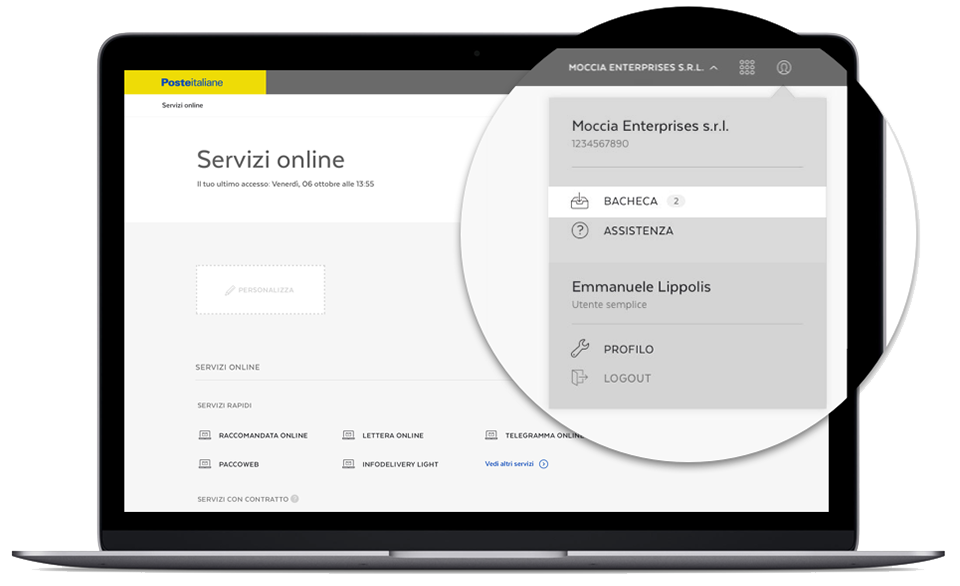 Posteitaliane
Servizi online
Servizi online
Il tuo ultimo accesso: Venerdì, 06 ottobre alle 13:55
PERSONALIZZA
SERVIZI ONLINE
SERVIZI RAPIDI
RACCOMANDATA ONLINE
LETTERA ONLINE
TELEGRAMMA ONLINE
PACCOWEB
INFODELIVERY LIGHT
Vedi altri servizi
SERVIZI CON CONTRATTO ?
MOCCIA ENTERPRISES S.R.L.
Moccia Enterprises s.r.l.
1234567890
BACHECA 2
ASSISTENZA
Emmanuele Lippolis
Utente semplice
PROFILO
LOGOUT